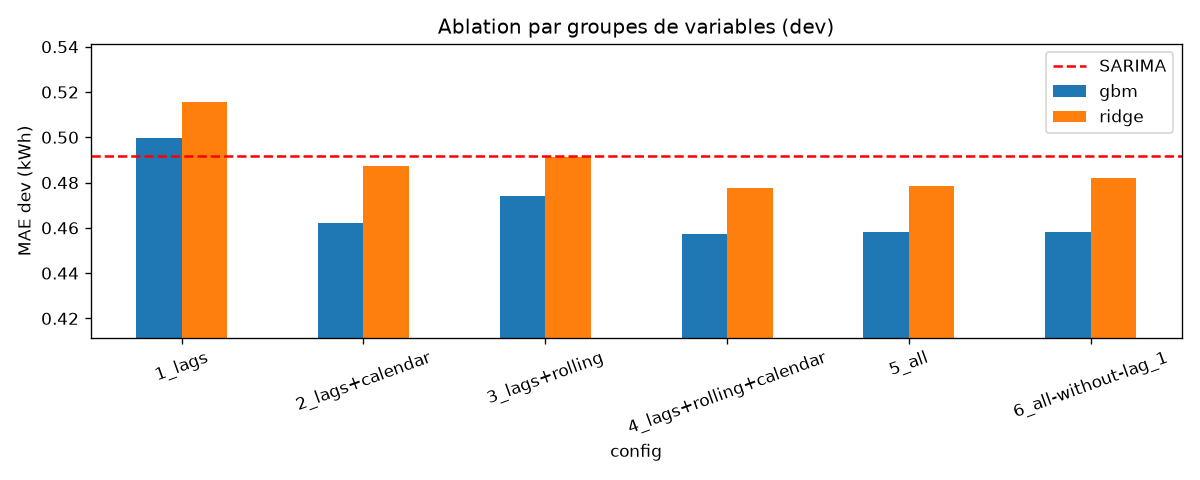 Ablation par groupes de variables (dev)
MAE dev (kWh)
0.54
0.52
0.50
0.48
0.46
0.44
0.42
SARIMA
gbm
ridge
1_lags
2_lags+calendar
3_lags+rolling
4_lags+rolling+calendar
5_all
6_all-without-lag_1
config